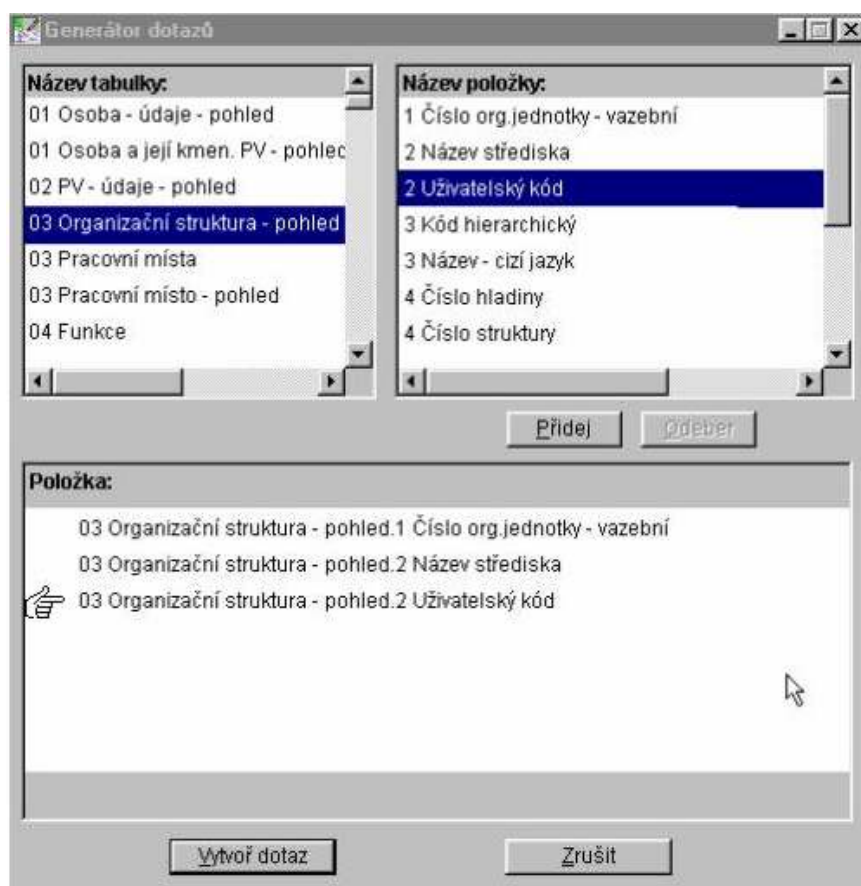 Generátor dotazů
Název tabulky:
01 Osoba - údaje - pohled
01 Osoba a její kmen. PV - pohled
02 PV - údaje - pohled
03 Organizační struktura - pohled
03 Pracovní místa
03 Pracovní místo - pohled
04 Funkce
Název položky:
1 Číslo org.jednotky - vazební
2 Název střediska
2 Uživatelský kód
3 Kód hierarchický
3 Název - cizí jazyk
4 Číslo hladiny
4 Číslo struktury
Přidej
Odeber
Položka:
03 Organizační struktura - pohled.1 Číslo org.jednotky - vazební
03 Organizační struktura - pohled.2 Název střediska
03 Organizační struktura - pohled.2 Uživatelský kód
Vytvoř dotaz
Zrušit